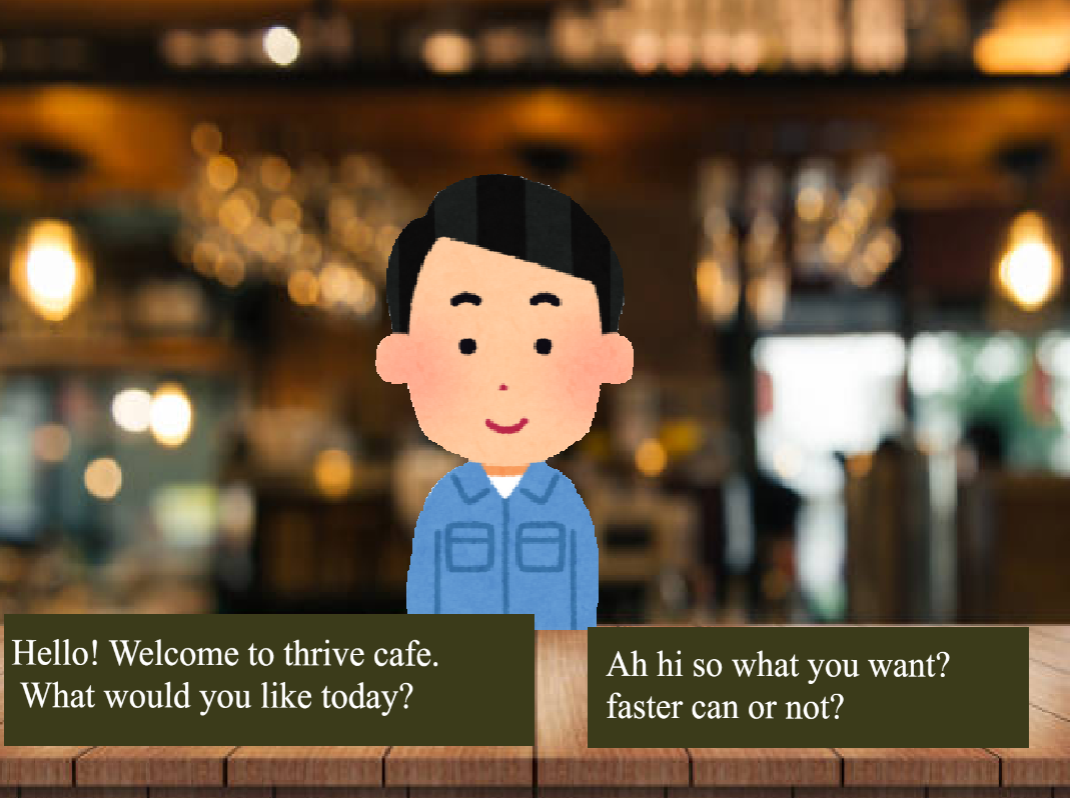 Hello! Welcome to thrive cafe.
What would you like today?
Ah hi so what you want?
faster can or not?